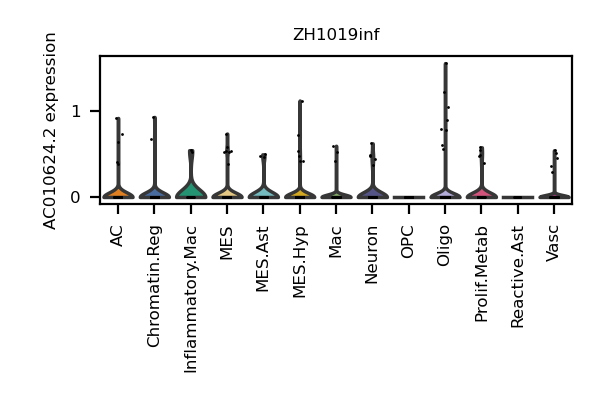 ZH1019inf
AC010624.2 expression
1
0
AC
Chromatin.Reg
Inflammatory.Mac
MES
MES.Ast
MES.Hyp
Mac
Neuron
OPC
Oligo
Prolif.Metab
Reactive.Ast
Vasc